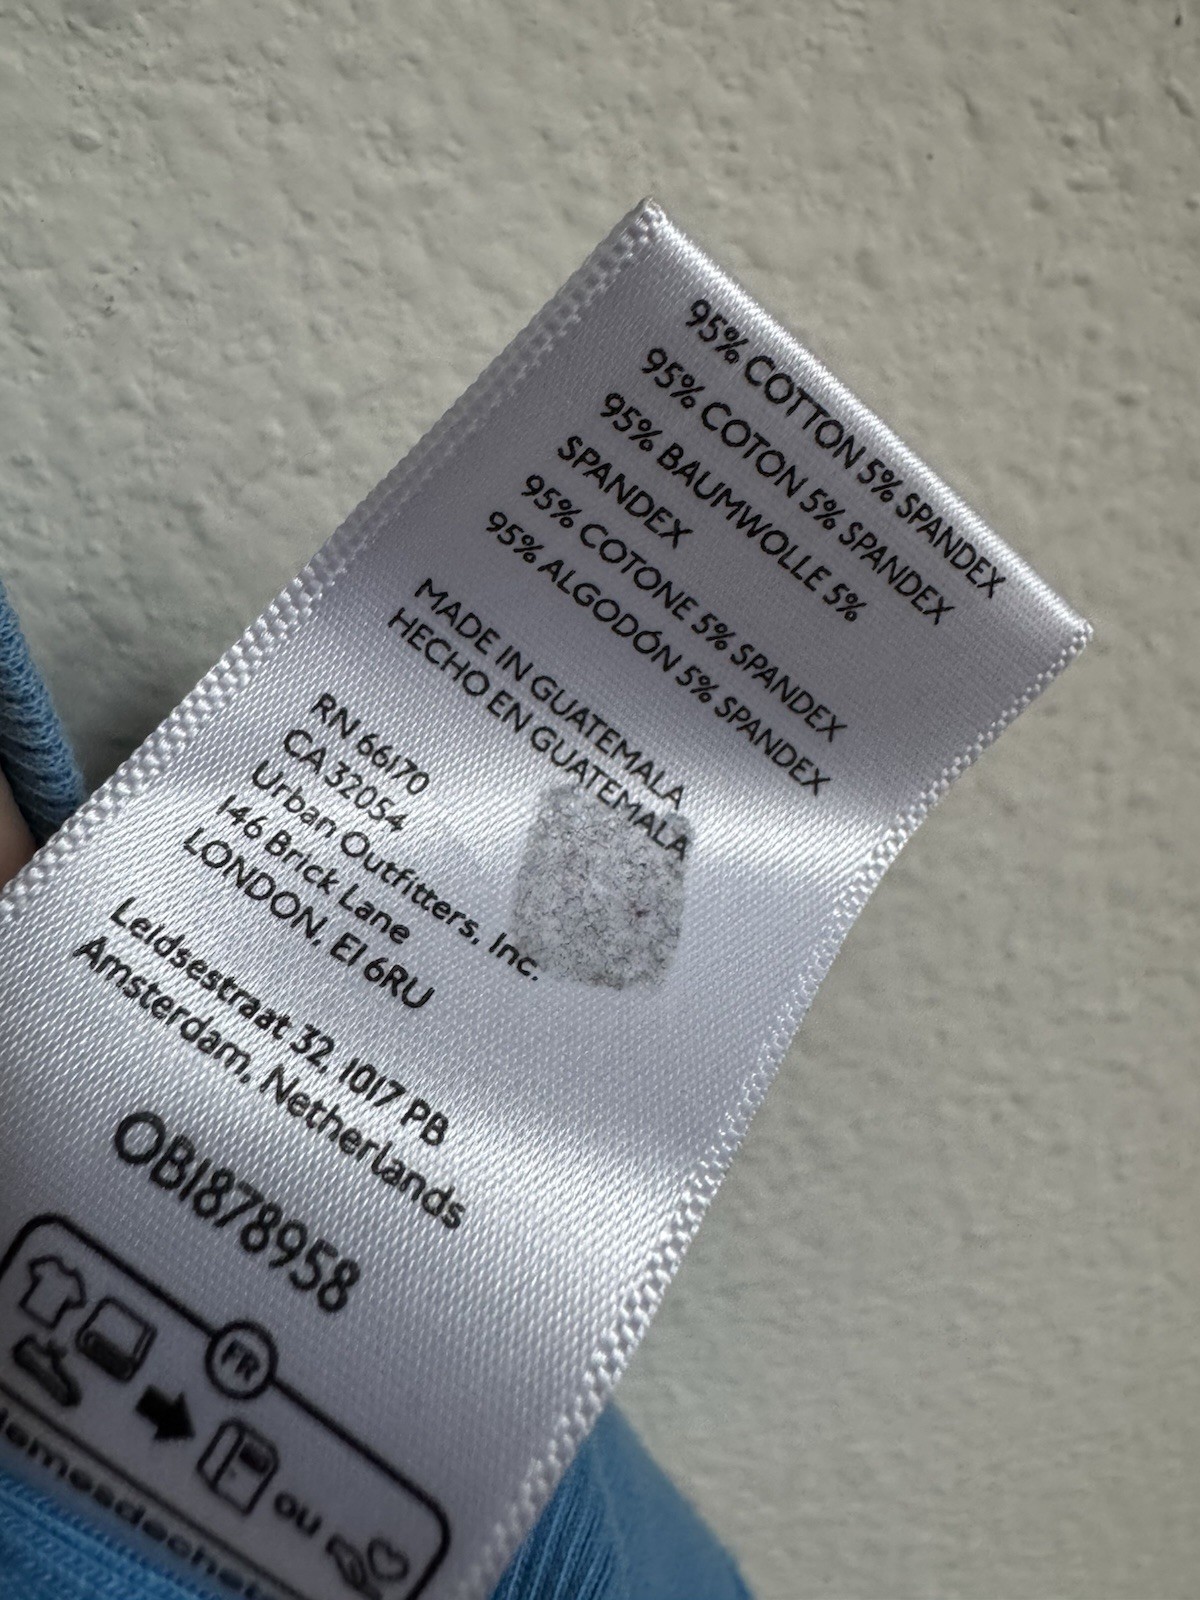 95% COTTON 5% SPANDEX
95% COTON 5% SPANDEX
95% BAUMWOLLE 5%
SPANDEX
95% COTONE 5% SPANDEX
95% ALGODÓN 5% SPANDEX
MADE IN GUATEMALA
HECHO EN GUATEMALA
RN 66170
CA 32054
Urban Outfitters, Inc.
146 Brick Lane
LONDON, E1 6RU
Leidsestraat 32, 1017 PB
Amsterdam, Netherlands
OB1878958
FR
ou